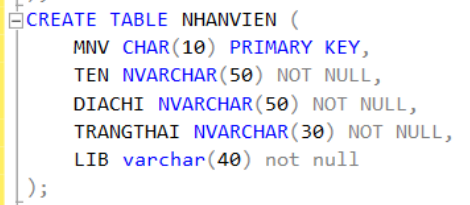 CREATE TABLE NHANVIEN (
MNV CHAR(10) PRIMARY KEY,
TEN NVARCHAR(50) NOT NULL,
DIACHI NVARCHAR(50) NOT NULL,
TRANGTHAI NVARCHAR(30) NOT NULL,
LIB varchar(40) not null
);